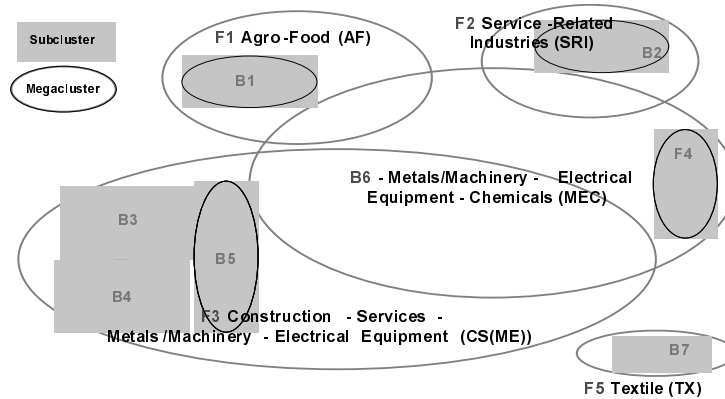 Subcluster
Megacluster
F1 Agro-Food (AF)
B1
F2 Service -Related
Industries (SRI)
B2
F4
B6 - Metals/Machinery - Electrical
Equipment - Chemicals (MEC)
B3
B5
B4
F3 Construction - Services -
Metals/Machinery - Electrical Equipment (CS(ME))
B7
F5 Textile (TX)